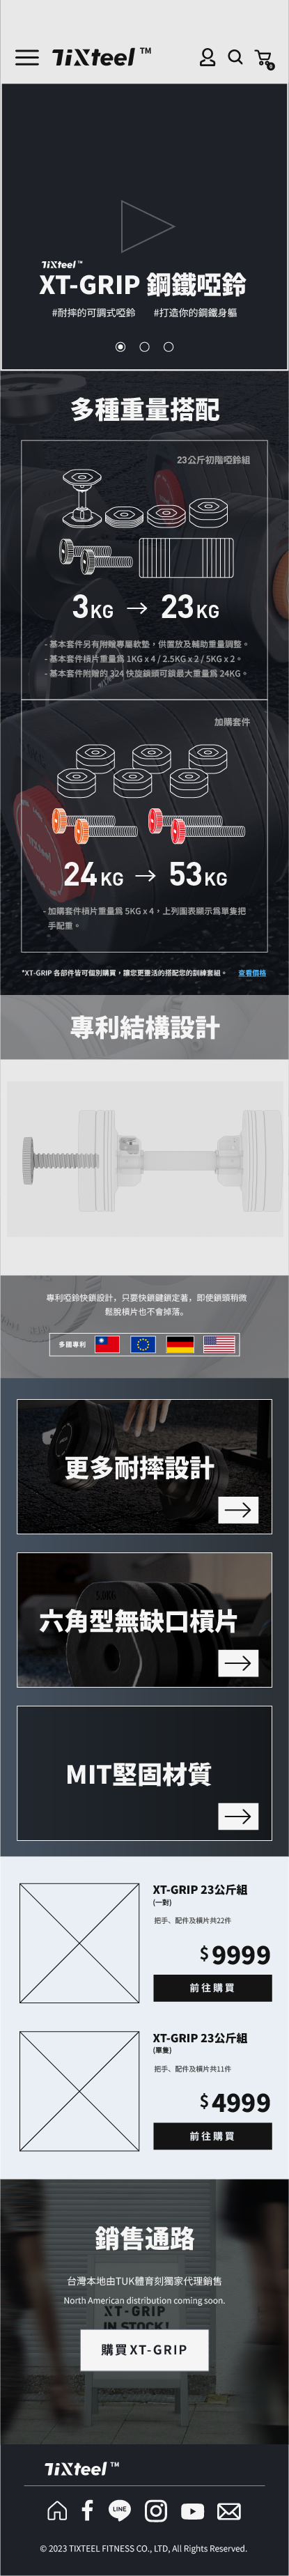 TiXteel TM
0
TiXteel TM
XT-GRIP 鋼鐵啞鈴
#耐摔的可調式啞鈴 #打造你的鋼鐵身軀
多種重量搭配
23公斤初階啞鈴組
3KG → 23KG
- 基本套件另有附贈專屬軟墊，供置放及輔助重量調整。
- 基本套件槓片重量為 1KG x 4 / 2.5KG x 2 / 5KG x 2。
- 基本套件附贈的 324 快旋鎖頭可鎖最大重量為 24KG。
加購套件
24KG → 53KG
- 加購套件槓片重量為 5KG x 4，上列圖表顯示為單隻把
手配重。
*XT-GRIP 各部件皆可個別購買，讓您更靈活的搭配您的訓練套組。 查看價格
專利結構設計
專利啞鈴快鎖設計，只要快鎖鍵鎖定著，即使鎖頭稍微
鬆脫槓片也不會掉落。
多國專利
更多耐摔設計
六角型無缺口槓片
MIT堅固材質
XT-GRIP 23公斤組
(一對)
把手、配件及槓片共22件
$9999
前往購買
XT-GRIP 23公斤組
(單隻)
把手、配件及槓片共11件
$4999
前往購買
銷售通路
台灣本地由TUK體育刻獨家代理銷售
North American distribution coming soon.
XT-GRIP
IN STOCK!
購買XT-GRIP
TiXteel TM
LINE
© 2023 TIXTEEL FITNESS CO., LTD, All Rights Reserved.